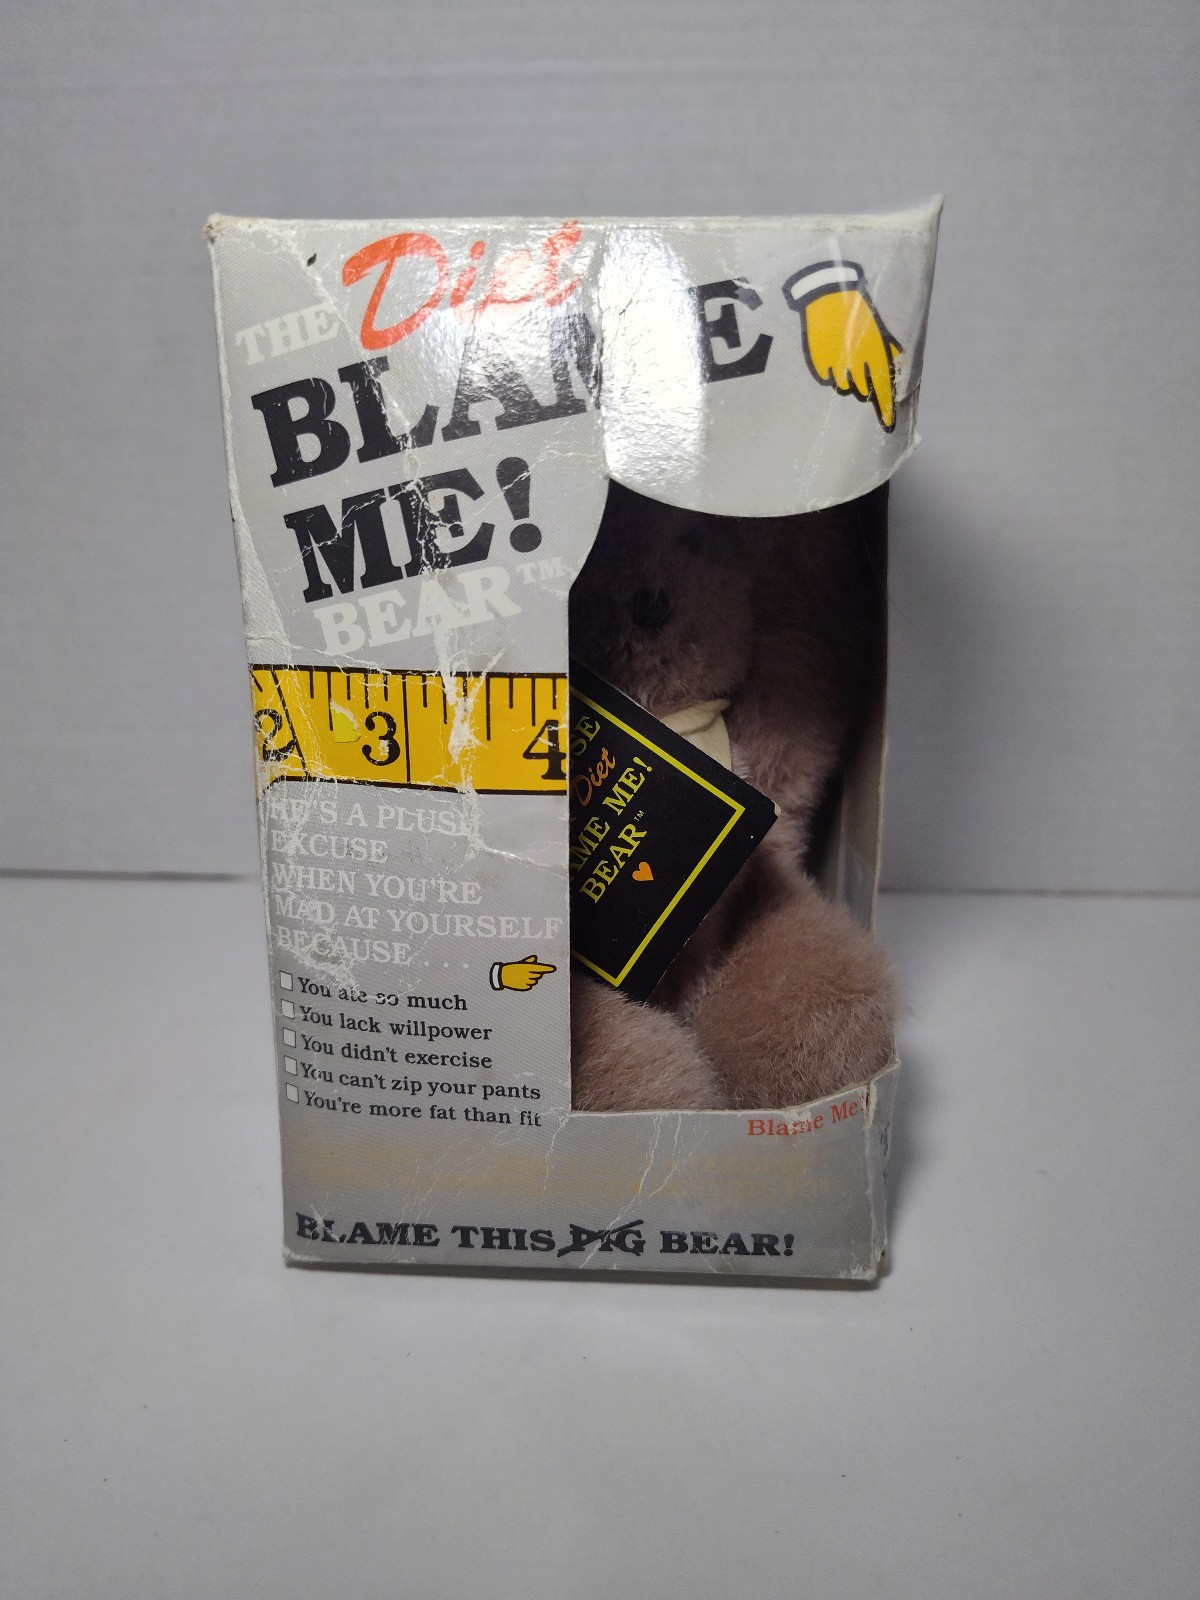 THE Diet
BLAME
ME!
BEAR™
2 3 4
HE'S A PLUSH
EXCUSE
WHEN YOU'RE
MAD AT YOURSELF
BECAUSE . . .
You ate so much
You lack willpower
You didn't exercise
You can't zip your pants
You're more fat than fit
SE
Diet
AME ME!
BEAR™
Blame Me!
BLAME THIS PIG BEAR!